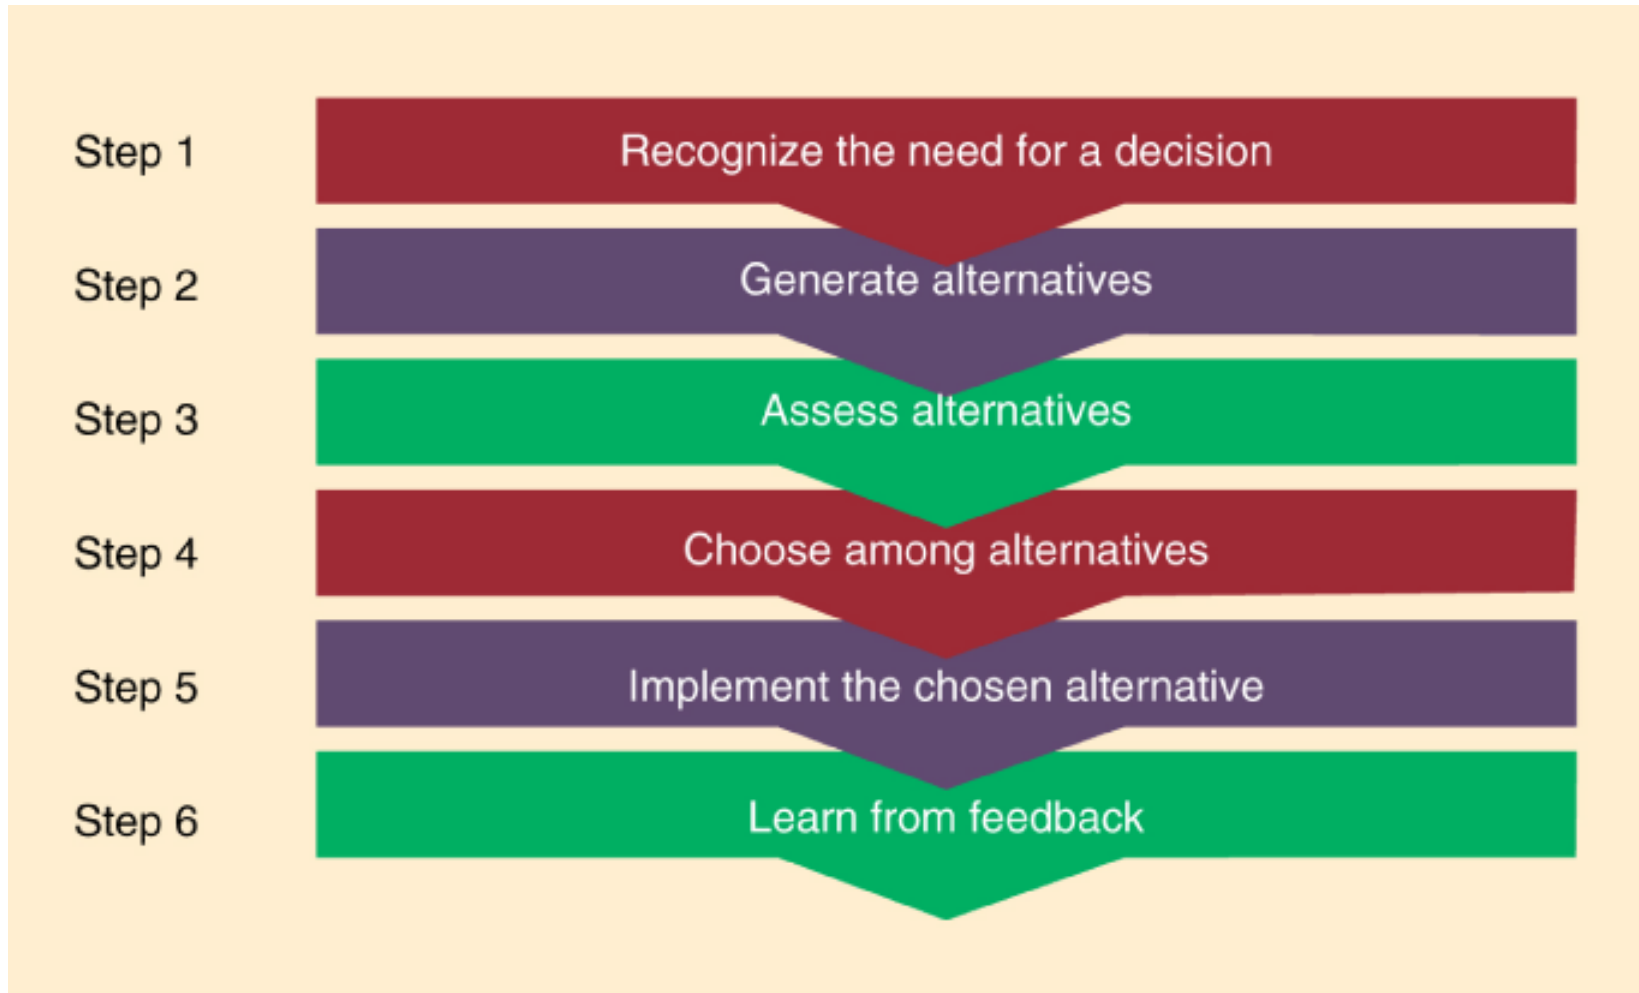 Step 1 Recognize the need for a decision
Step 2 Generate alternatives
Step 3 Assess alternatives
Step 4 Choose among alternatives
Step 5 Implement the chosen alternative
Step 6 Learn from feedback